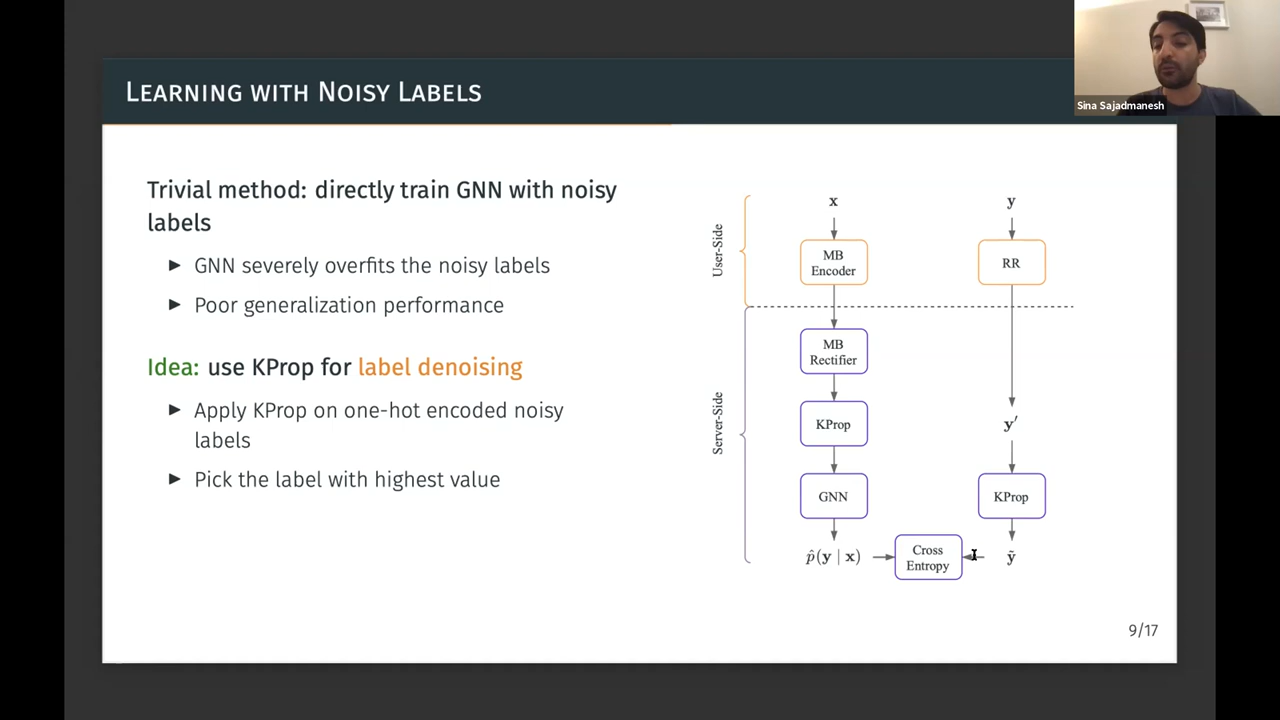 LEARNING WITH NOISY LABELS
Sina Sajadmanesh
Trivial method: directly train GNN with noisy
labels
► GNN severely overfits the noisy labels
► Poor generalization performance
Idea: use KProp for label denoising
► Apply KProp on one-hot encoded noisy
labels
► Pick the label with highest value
User-Side
x
y
MB
Encoder
RR
Server-Side
MB
Rectifier
KProp
y′
GNN
KProp
p̂(y | x)
Cross
Entropy
ỹ
9/17